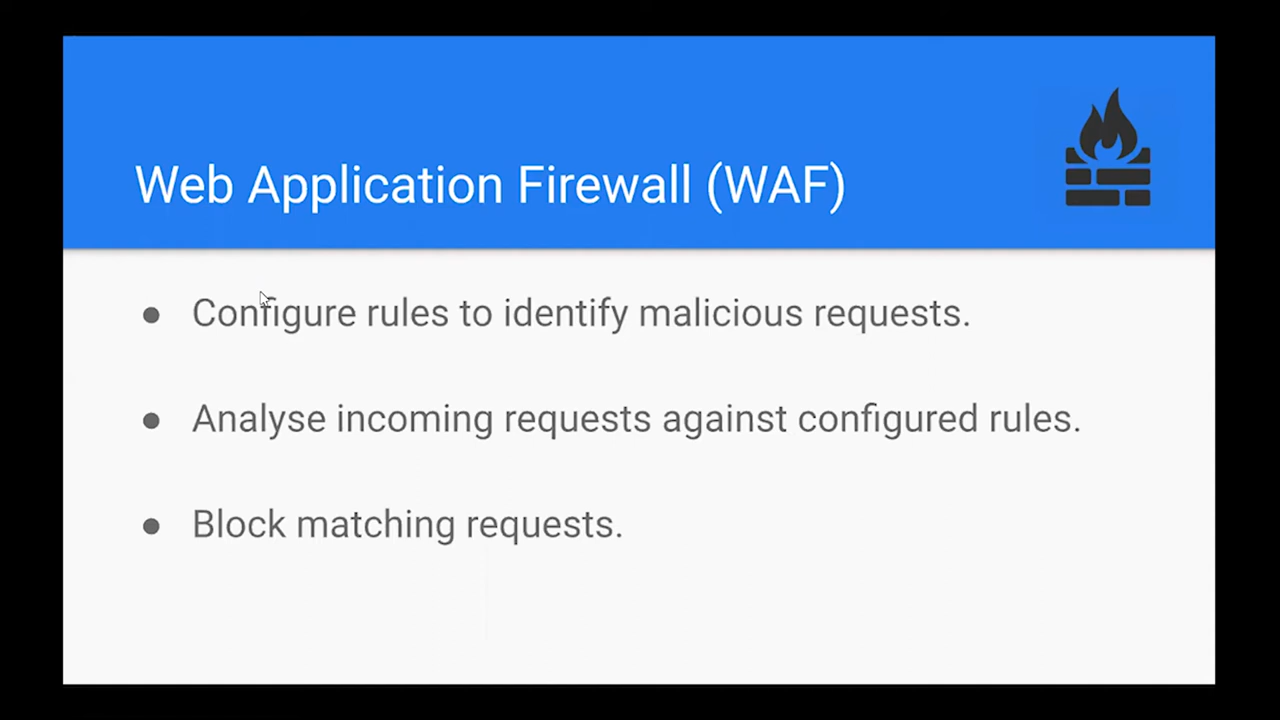 Web Application Firewall (WAF)
● Configure rules to identify malicious requests.
● Analyse incoming requests against configured rules.
● Block matching requests.